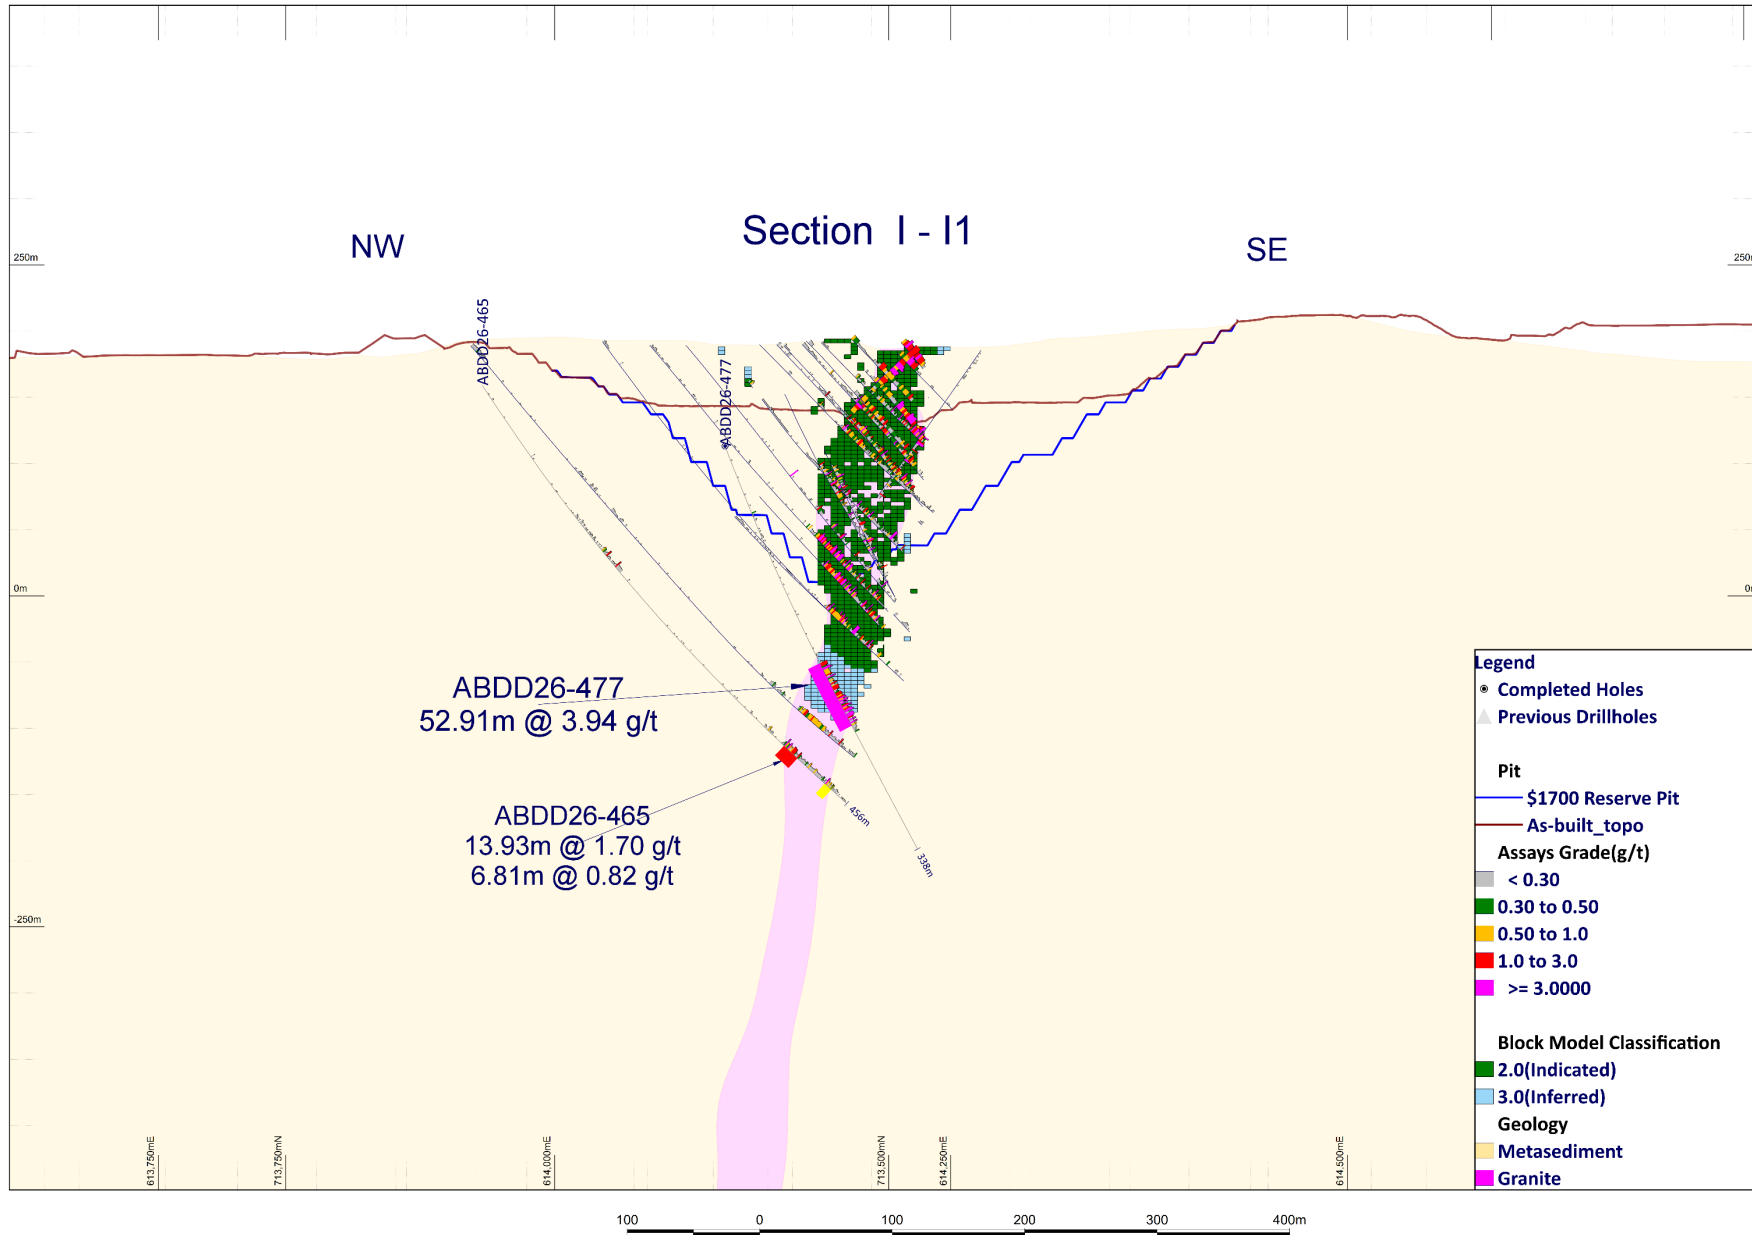 Section I - I1
NW
SE
250m
250m
ABDD26-465
ABDD26-477
0m
ABDD26-477
52.91m @ 3.94 g/t
ABDD26-465
13.93m @ 1.70 g/t
6.81m @ 0.82 g/t
456m
338m
-250m
Legend
Completed Holes
Previous Drillholes
Pit
$1700 Reserve Pit
As-built_topo
Assays Grade(g/t)
< 0.30
0.30 to 0.50
0.50 to 1.0
1.0 to 3.0
>= 3.0000
Block Model Classification
2.0(Indicated)
3.0(Inferred)
Geology
Metasediment
Granite
613,750mE
713,750mN
614,000mE
713,500mN
614,250mE
614,500mE
100 0 100 200 300 400m